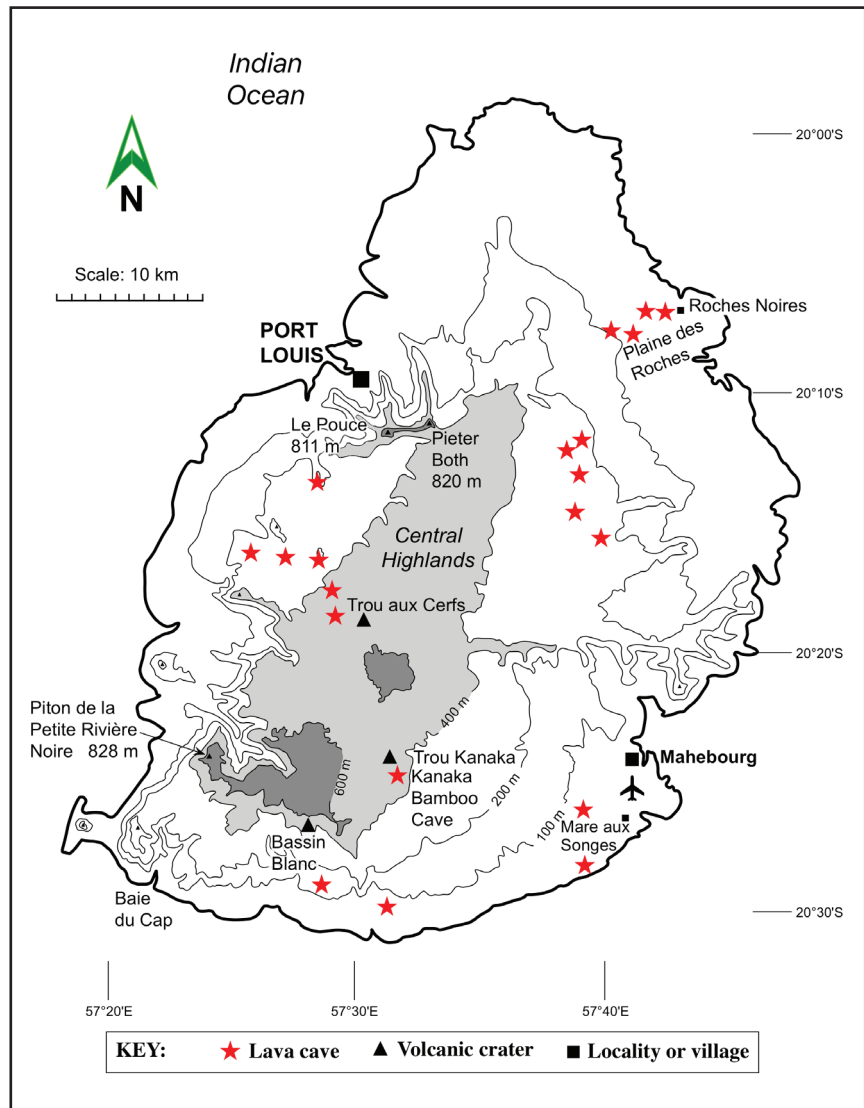 Indian
Ocean
20°00'S
N
Scale: 10 km
Roches Noires
Plaine des
Roches
PORT
LOUIS
20°10'S
Le Pouce
811 m
Pieter
Both
820 m
Central
Highlands
Trou aux Cerfs
20°20'S
400 m
Piton de la
Petite Rivière
Noire 828 m
600 m
Trou Kanaka
Kanaka
Bamboo
Cave
200 m
Mahebourg
100 m
Mare aux
Songes
Bassin
Blanc
Baie
du Cap
20°30'S
57°20'E
57°30'E
57°40'E
KEY:
Lava cave
Volcanic crater
Locality or village